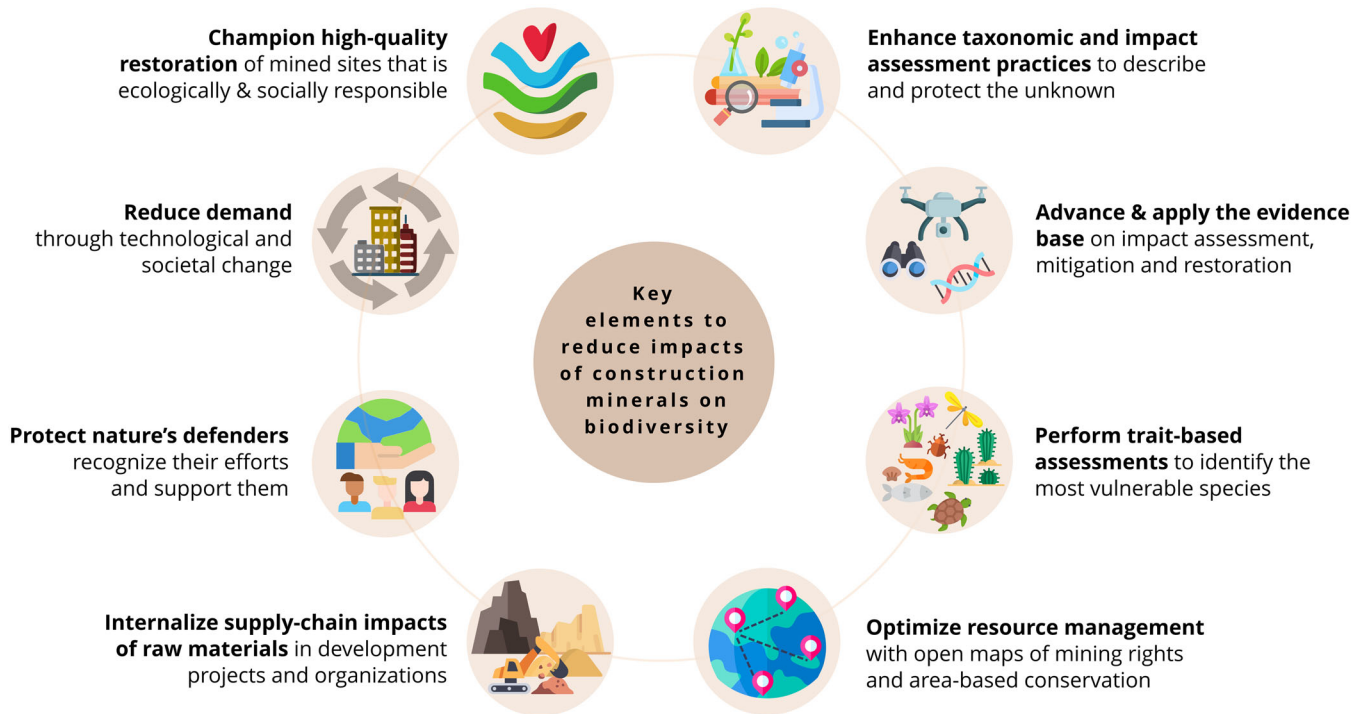 Champion high-quality
restoration of mined sites that is
ecologically & socially responsible
Enhance taxonomic and impact
assessment practices to describe
and protect the unknown
Reduce demand
through technological and
societal change
Advance & apply the evidence
base on impact assessment,
mitigation and restoration
Key
elements to
reduce impacts
of construction
minerals on
biodiversity
Protect nature’s defenders
recognize their efforts
and support them
Perform trait-based
assessments to identify the
most vulnerable species
Internalize supply-chain impacts
of raw materials in development
projects and organizations
Optimize resource management
with open maps of mining rights
and area-based conservation